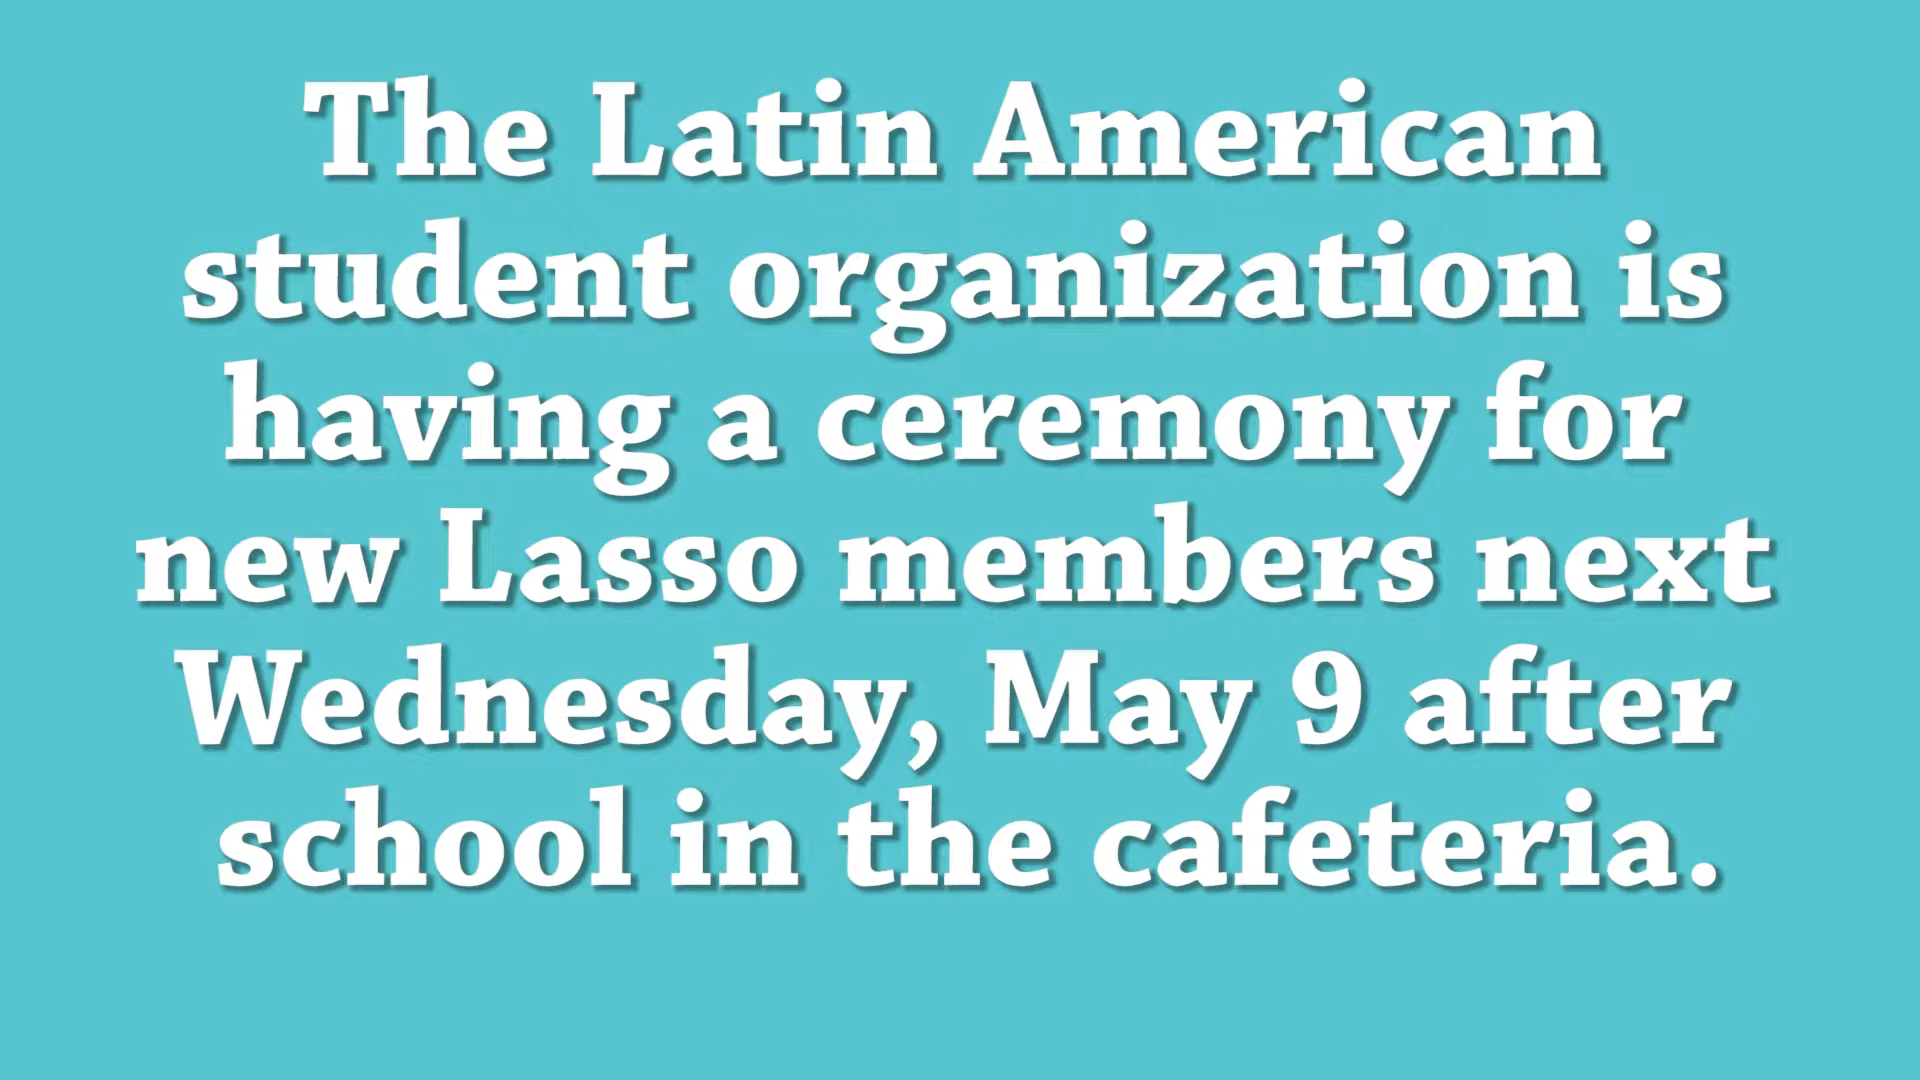 The Latin American
student organization is
having a ceremony for
new Lasso members next
Wednesday, May 9 after
school in the cafeteria.